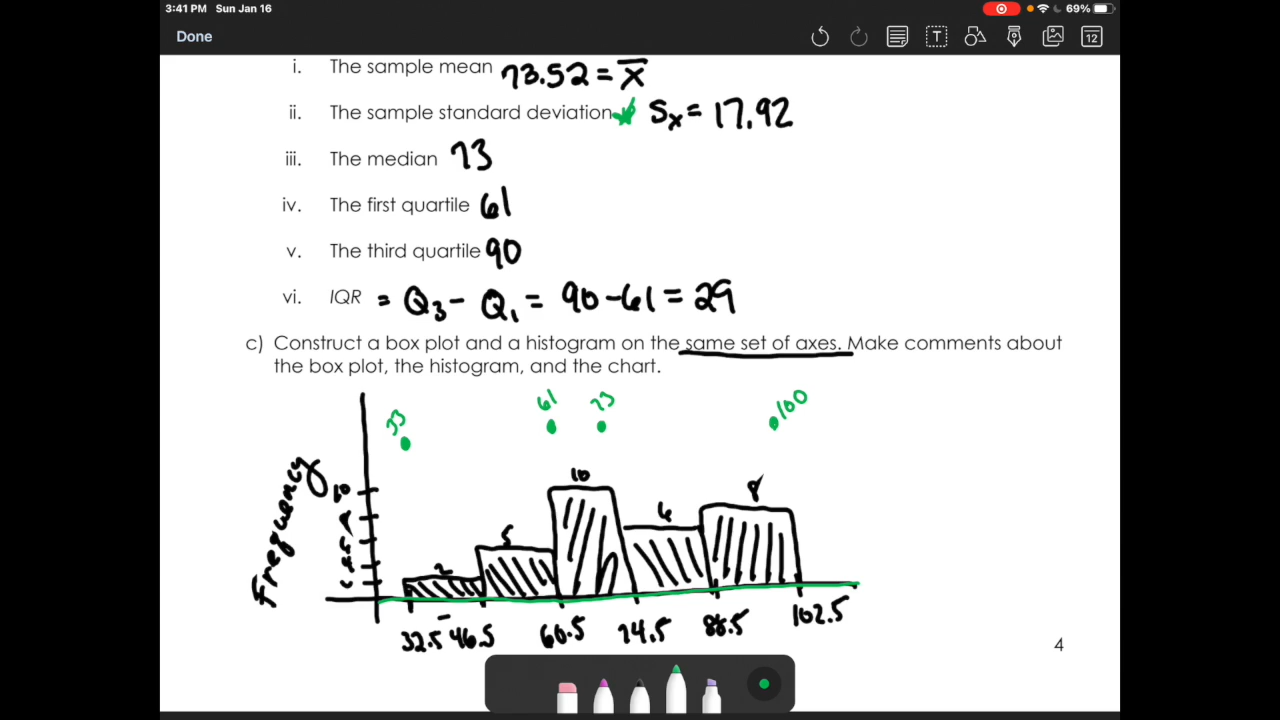 3:41 PM Sun Jan 16 69%
Done 12
i. The sample mean 73.52 = x̅
ii. The sample standard deviation Sx = 17.92
iii. The median 73
iv. The first quartile 61
v. The third quartile 90
vi. IQR = Q3 - Q1 = 90 - 61 = 29
c) Construct a box plot and a histogram on the same set of axes. Make comments about
the box plot, the histogram, and the chart.
33 61 73 100
Frequency
10
2 5 10 6 8
32.5 46.5 60.5 74.5 88.5 102.5
4